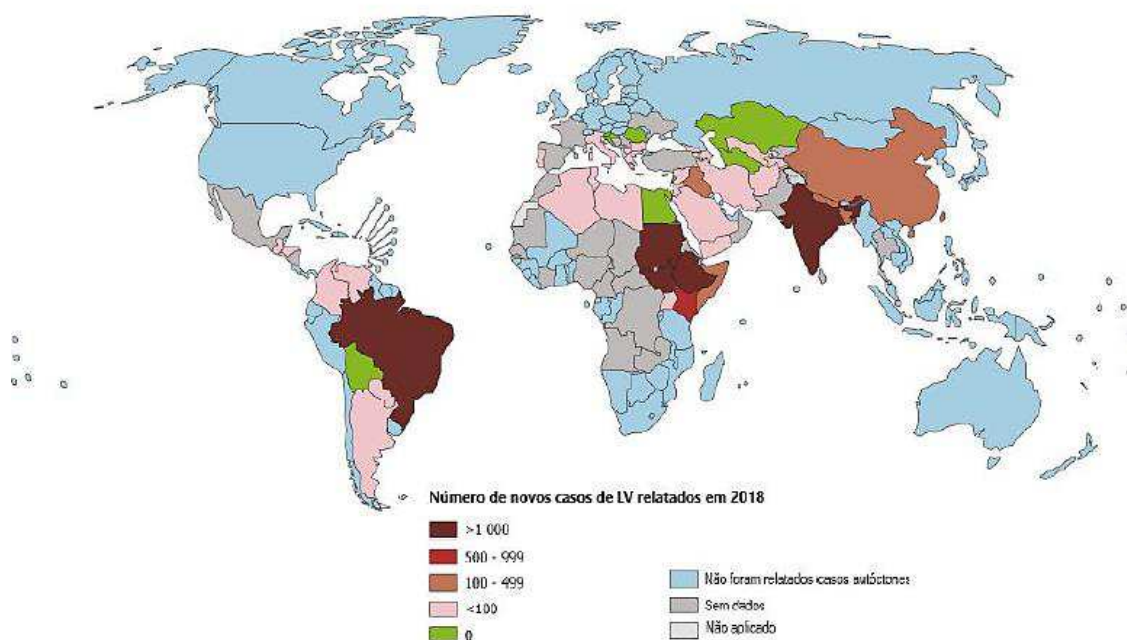 Número de novos casos de LV relatados em 2018
>1 000
500 - 999
100 - 499
<100
0
Não foram relatados casos autóctones
Sem dados
Não aplicado